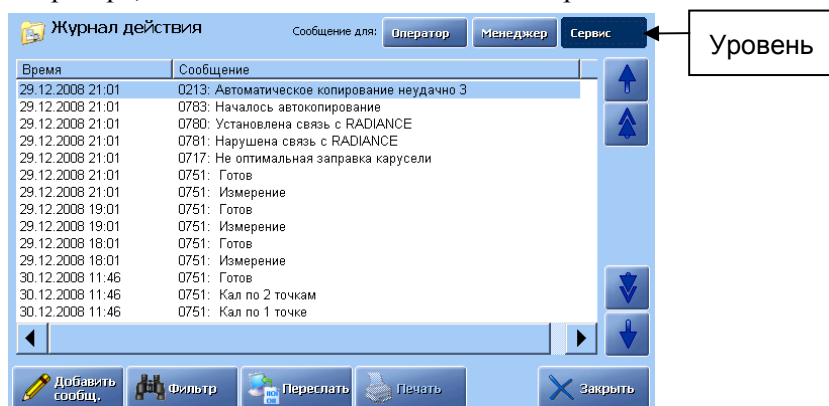 Журнал действия
Сообщение для: Оператор Менеджер Сервис
Уровень
Время Сообщение
29.12.2008 21:01 0213: Автоматическое копирование неудачно 3
29.12.2008 21:01 0783: Началось автокопирование
29.12.2008 21:01 0780: Установлена связь с RADIANCE
29.12.2008 21:01 0781: Нарушена связь с RADIANCE
29.12.2008 21:01 0717: Не оптимальная заправка карусели
29.12.2008 21:01 0751: Готов
29.12.2008 21:01 0751: Измерение
29.12.2008 19:01 0751: Готов
29.12.2008 19:01 0751: Измерение
29.12.2008 18:01 0751: Готов
29.12.2008 18:01 0751: Измерение
30.12.2008 11:46 0751: Готов
30.12.2008 11:46 0751: Кал по 2 точкам
30.12.2008 11:46 0751: Кал по 1 точке
Добавить
сообщ.
Фильтр
Переслать
Печать
Закрыть